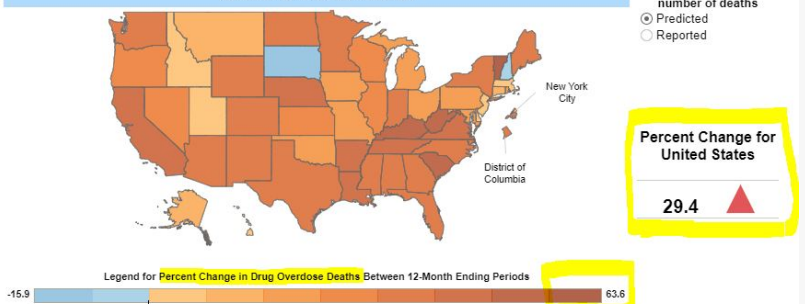 number of deaths
Predicted
Reported
New York
City
District of
Columbia
Percent Change for
United States
29.4
Legend for Percent Change in Drug Overdose Deaths Between 12-Month Ending Periods
-15.9
63.6